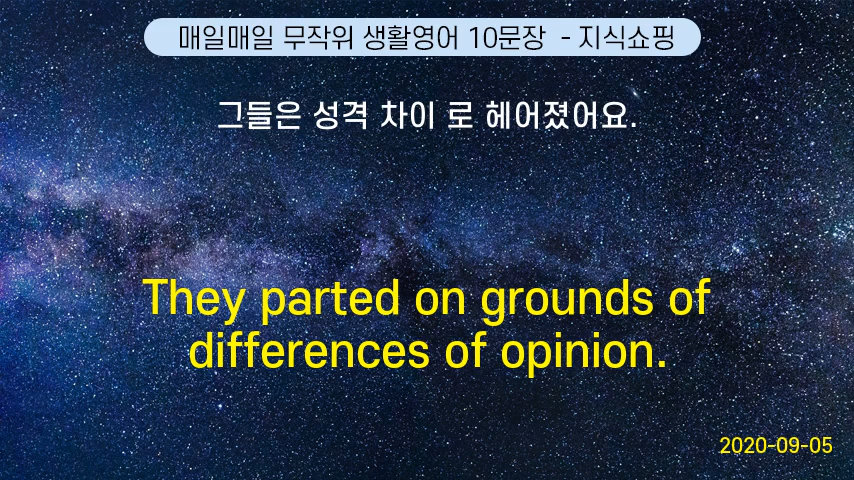 매일매일 무작위 생활영어 10문장 - 지식쇼핑
그들은 성격 차이 로 헤어졌어요.
They parted on grounds of
differences of opinion.
2020-09-05